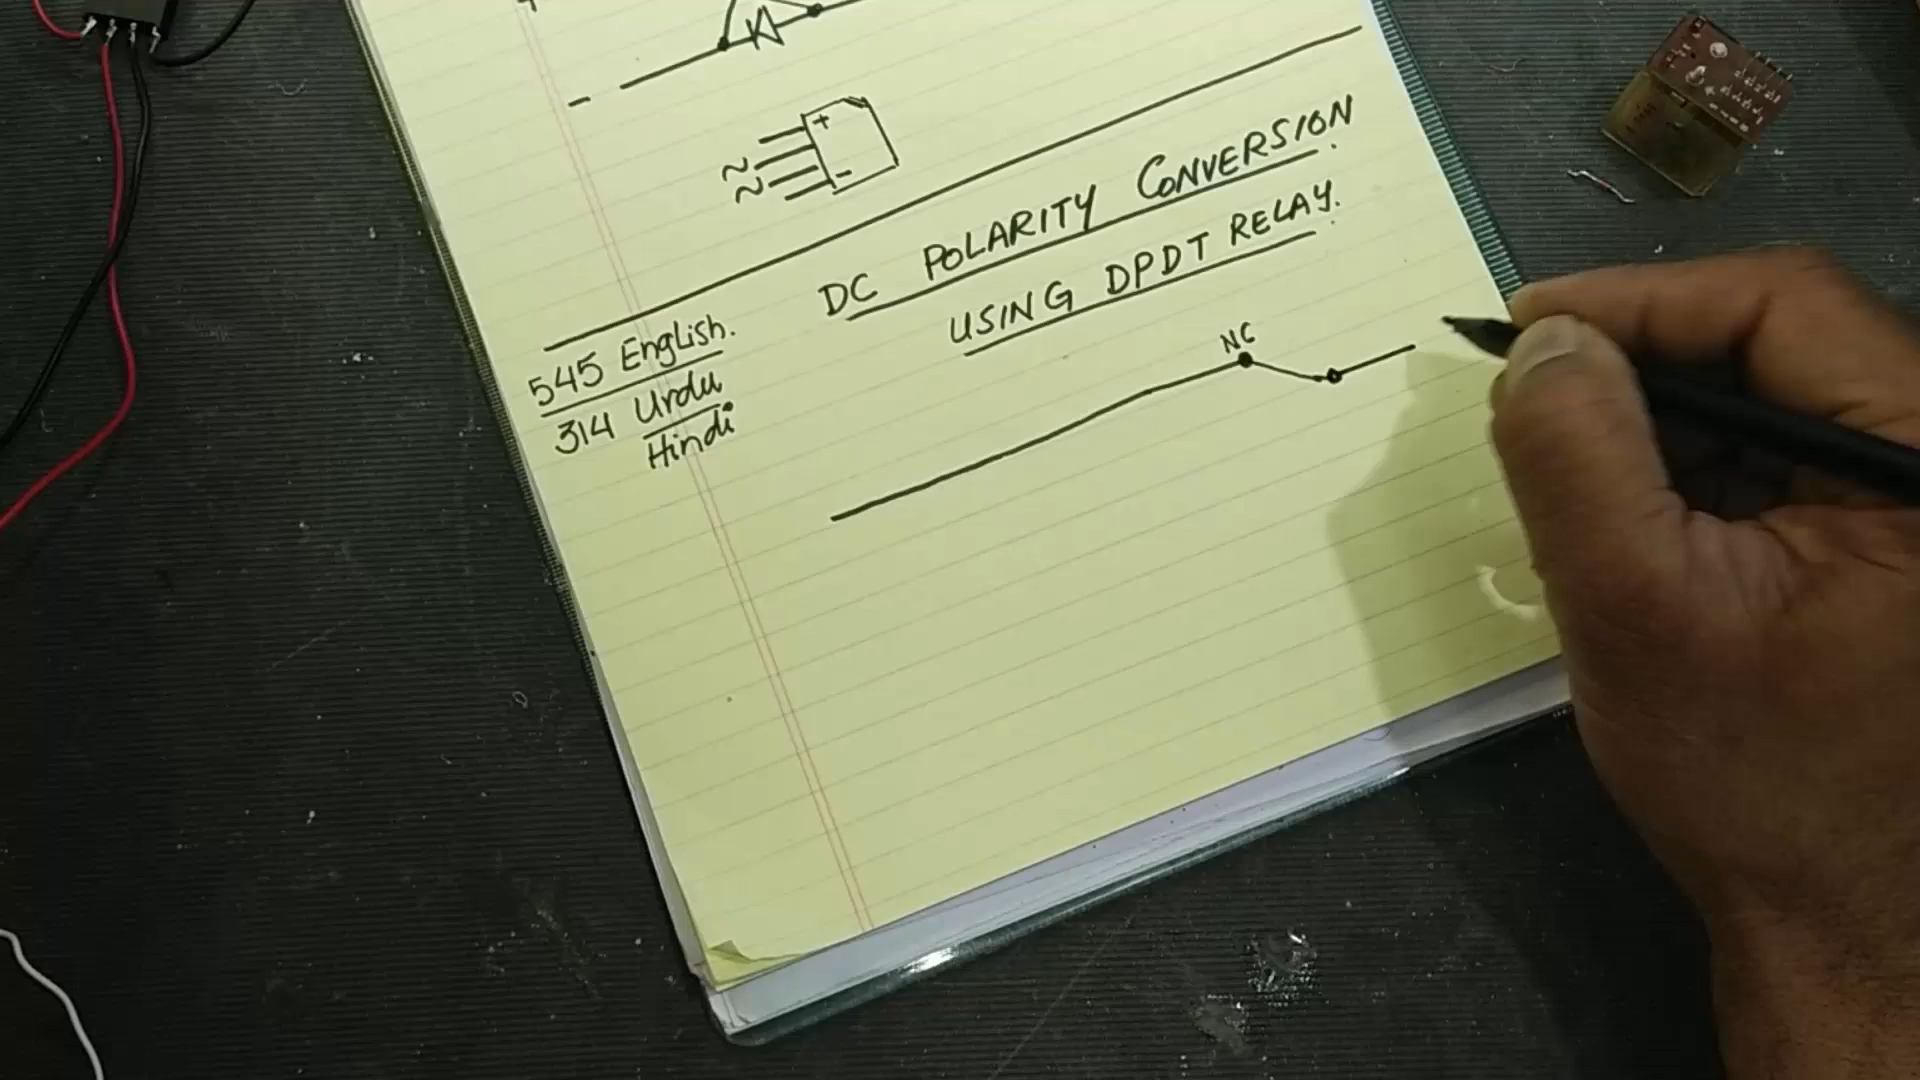 ~ +
~ -
DC POLARITY CONVERSION.
USING DPDT RELAY.
545 English.
314 Urdu
Hindi
NC